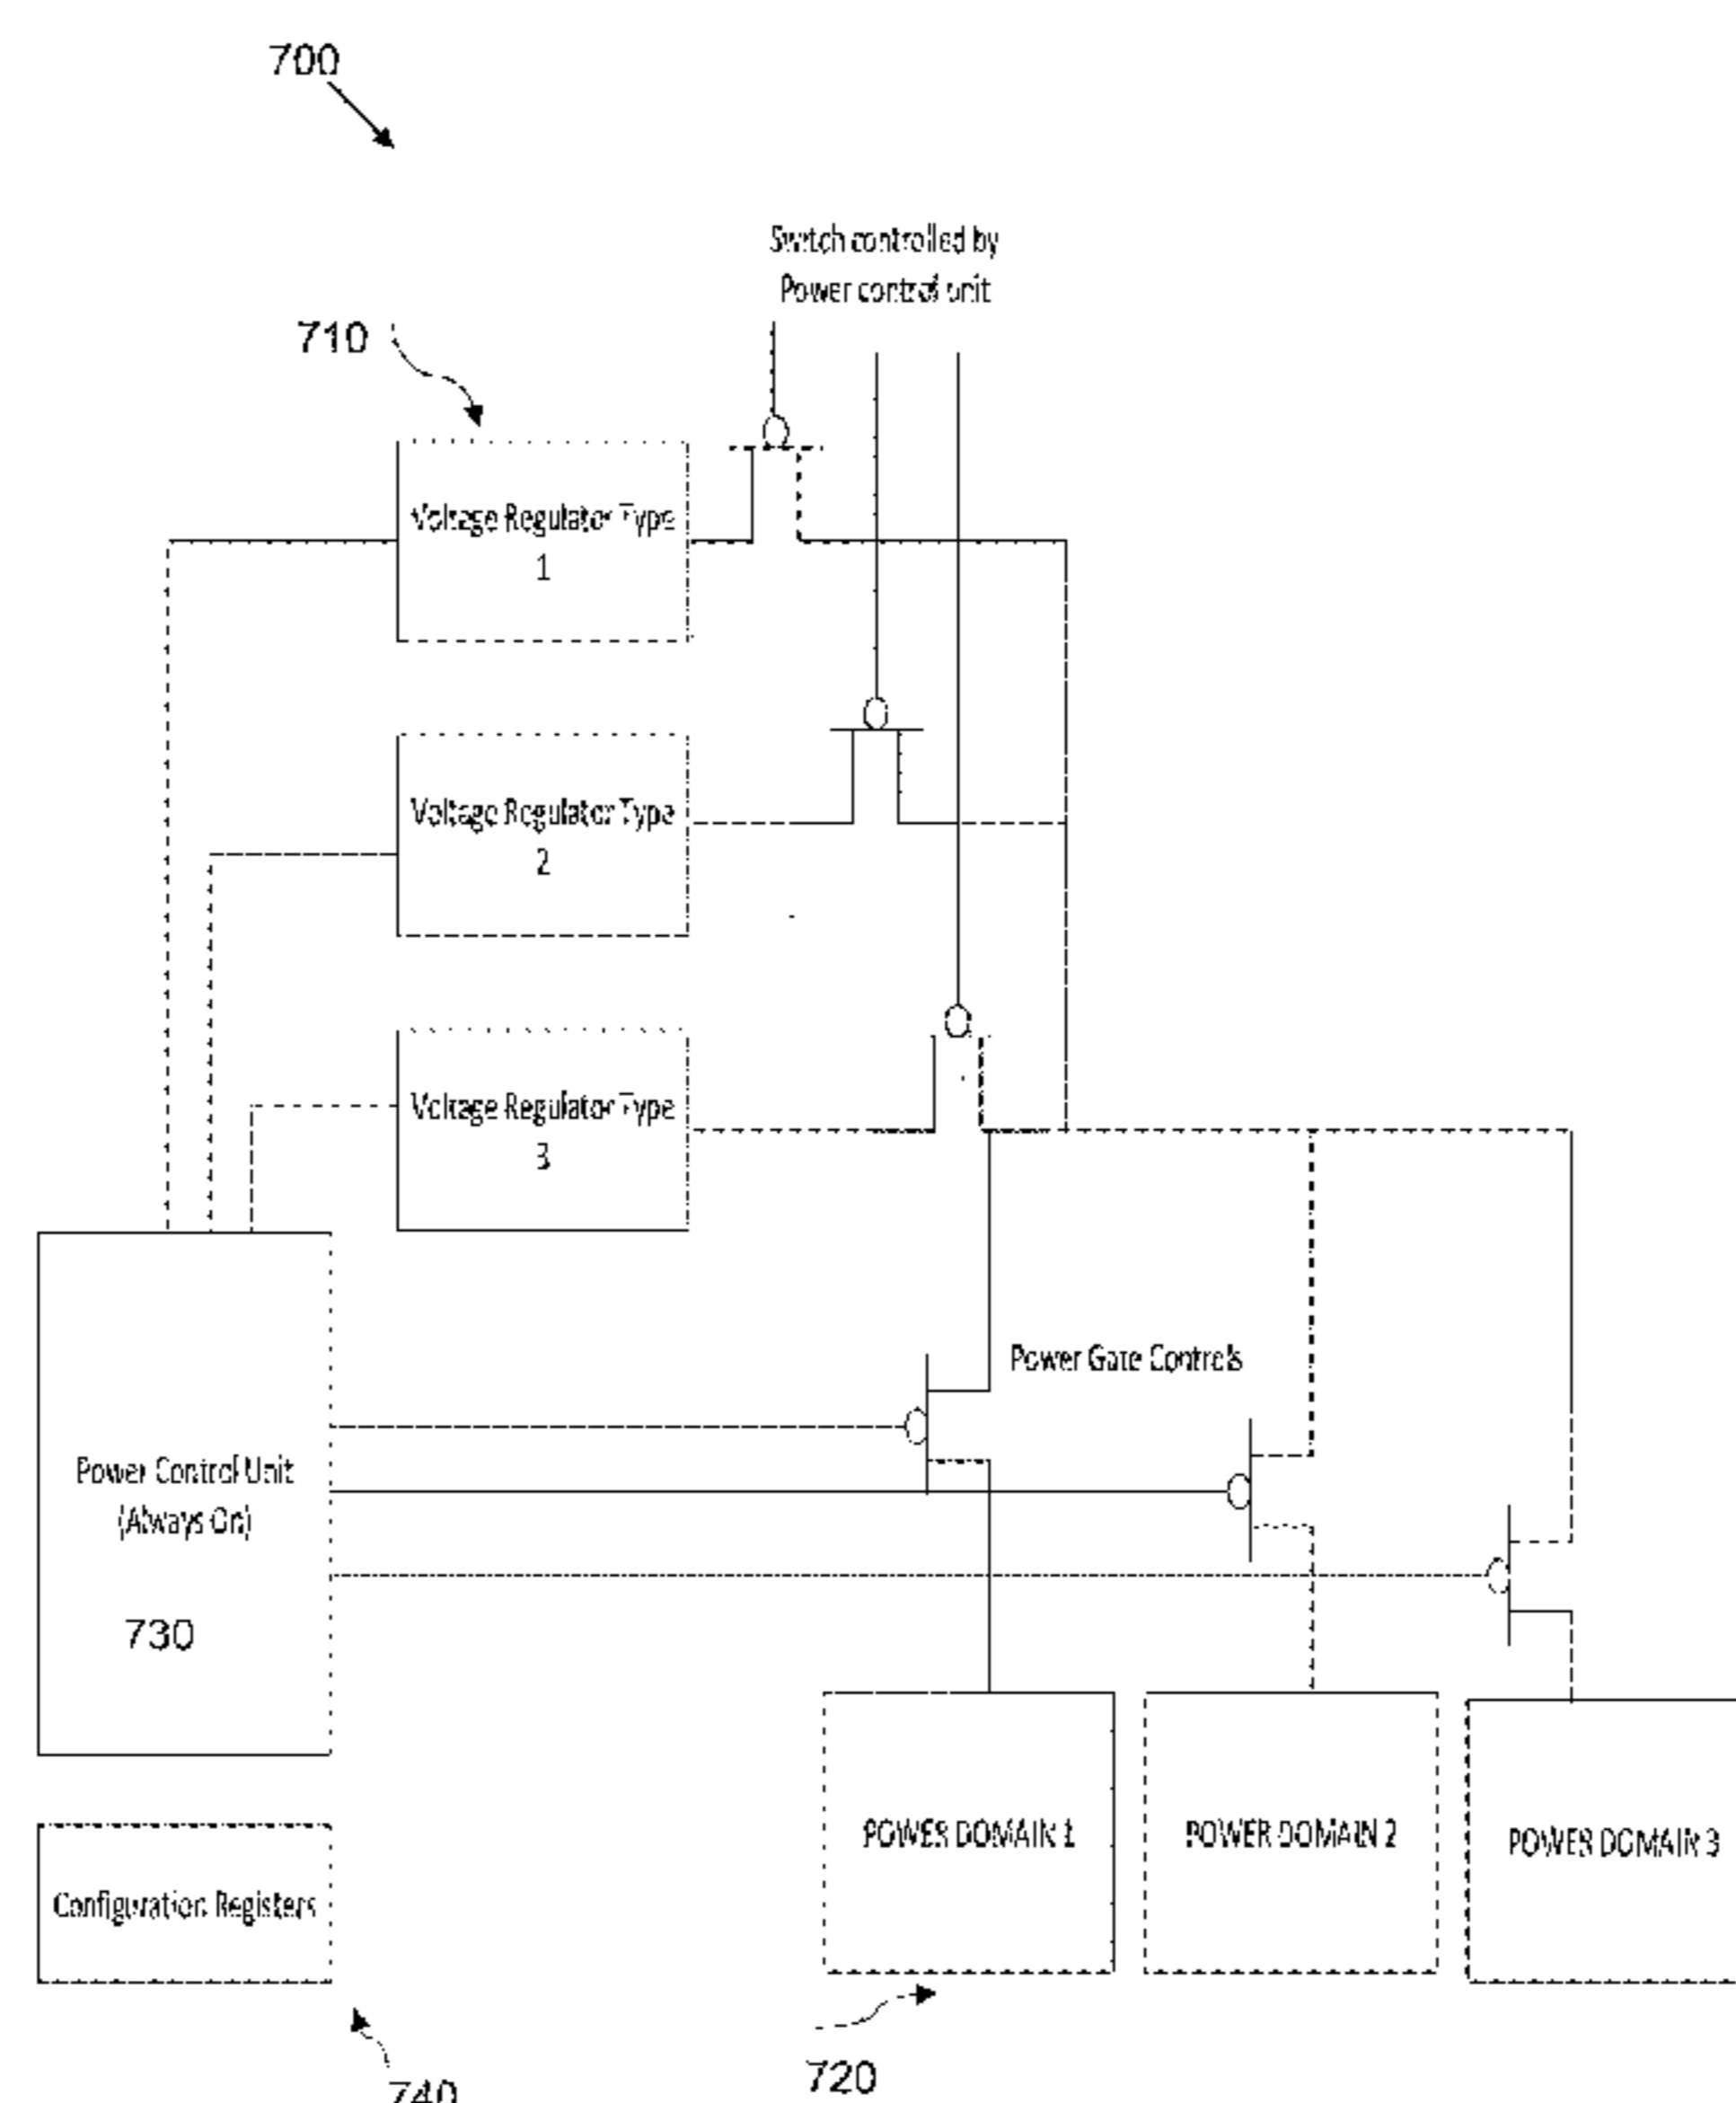 700
Switch controlled by
Power control unit
710
Voltage Regulator Type
1
Voltage Regulator Type
2
Voltage Regulator Type
3
Power Gate Controls
Power Control Unit
(Always On)
730
POWER DOMAIN 1
POWER DOMAIN 2
POWER DOMAIN 3
Configuration Registers
720
740